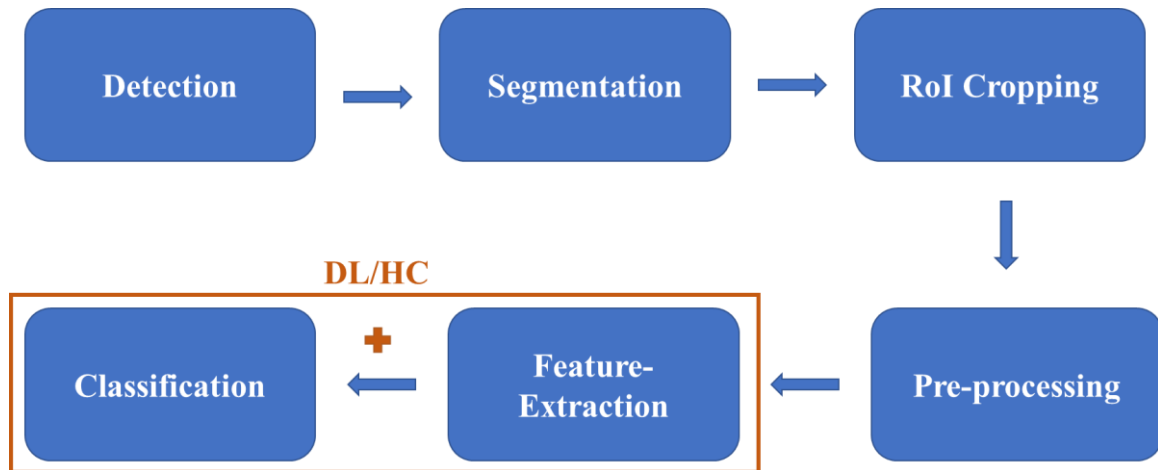 Detection
Segmentation
RoI Cropping
DL/HC
Classification
Feature-
Extraction
Pre-processing